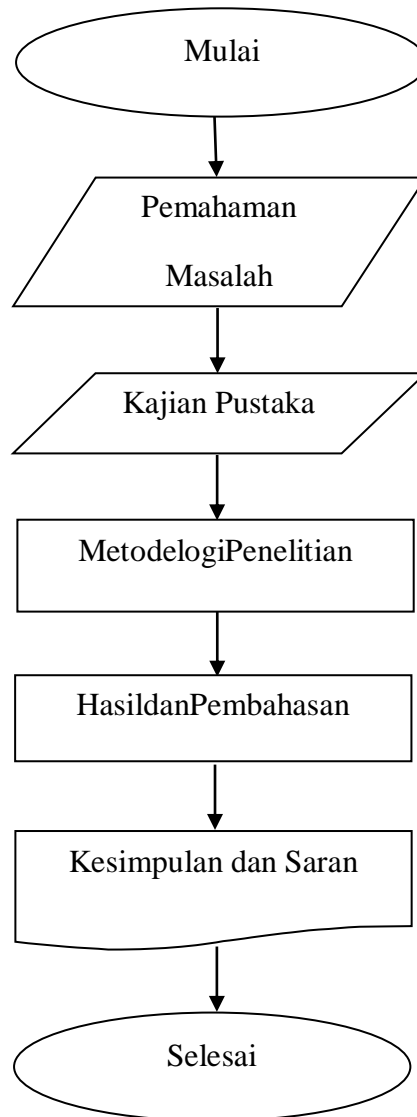 Mulai
Pemahaman
Masalah
Kajian Pustaka
MetodelogiPenelitian
HasildanPembahasan
Kesimpulan dan Saran
Selesai